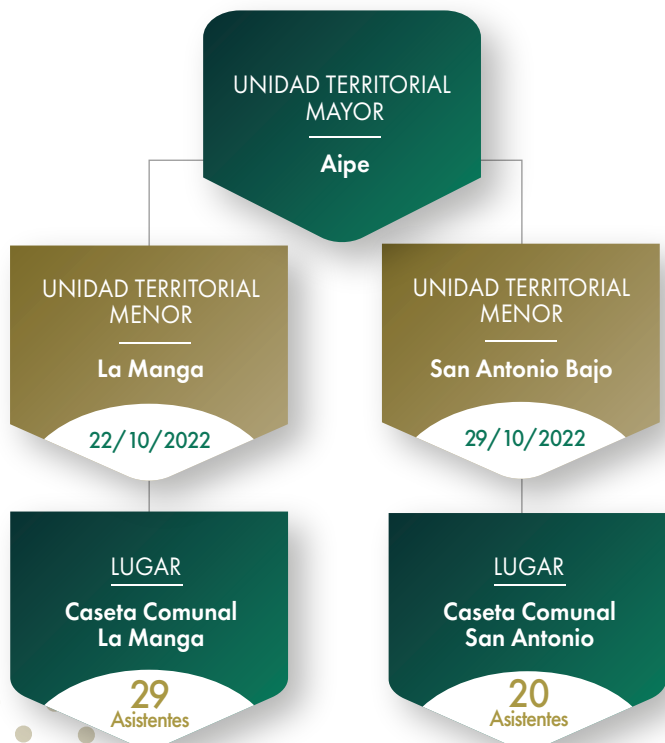 UNIDAD TERRITORIAL
MAYOR
Aipe
UNIDAD TERRITORIAL
MENOR
La Manga
22/10/2022
UNIDAD TERRITORIAL
MENOR
San Antonio Bajo
29/10/2022
LUGAR
Caseta Comunal
La Manga
29
Asistentes
LUGAR
Caseta Comunal
San Antonio
20
Asistentes